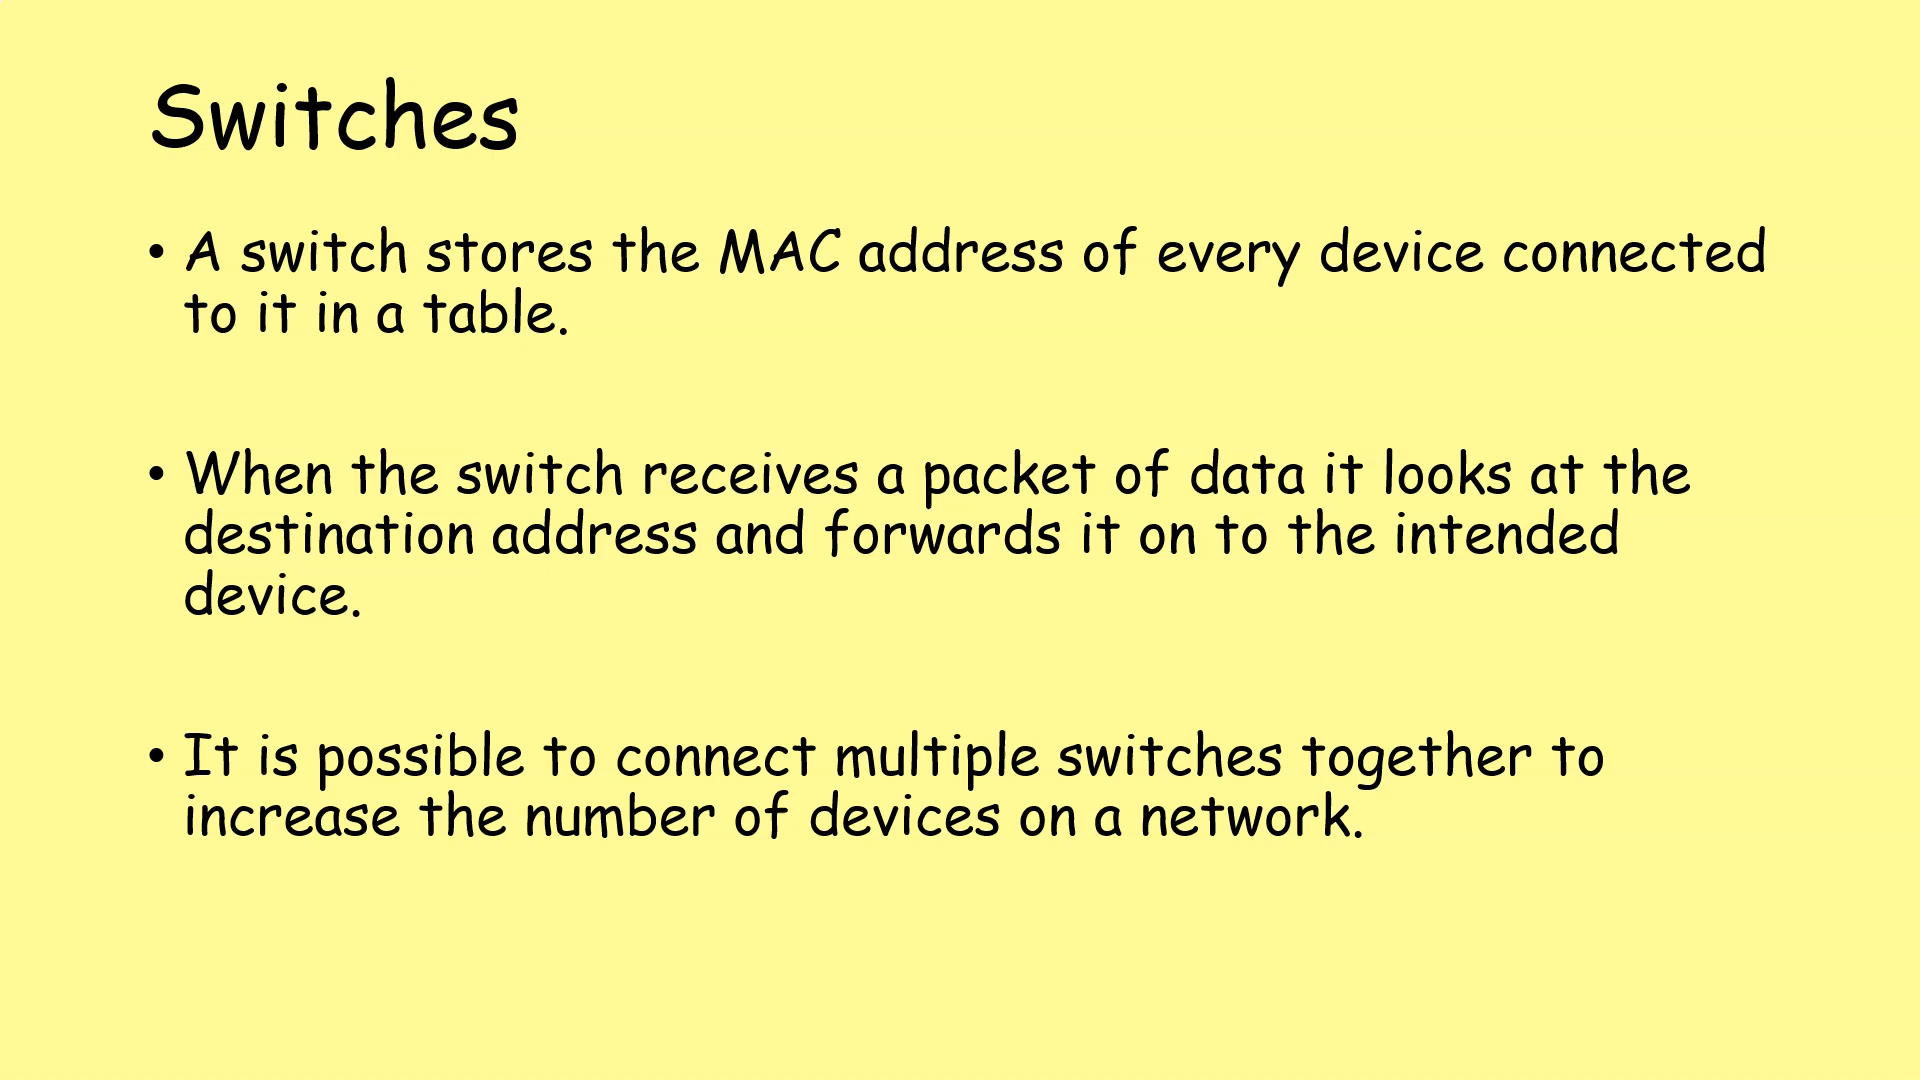 Switches
• A switch stores the MAC address of every device connected
to it in a table.
• When the switch receives a packet of data it looks at the
destination address and forwards it on to the intended
device.
• It is possible to connect multiple switches together to
increase the number of devices on a network.